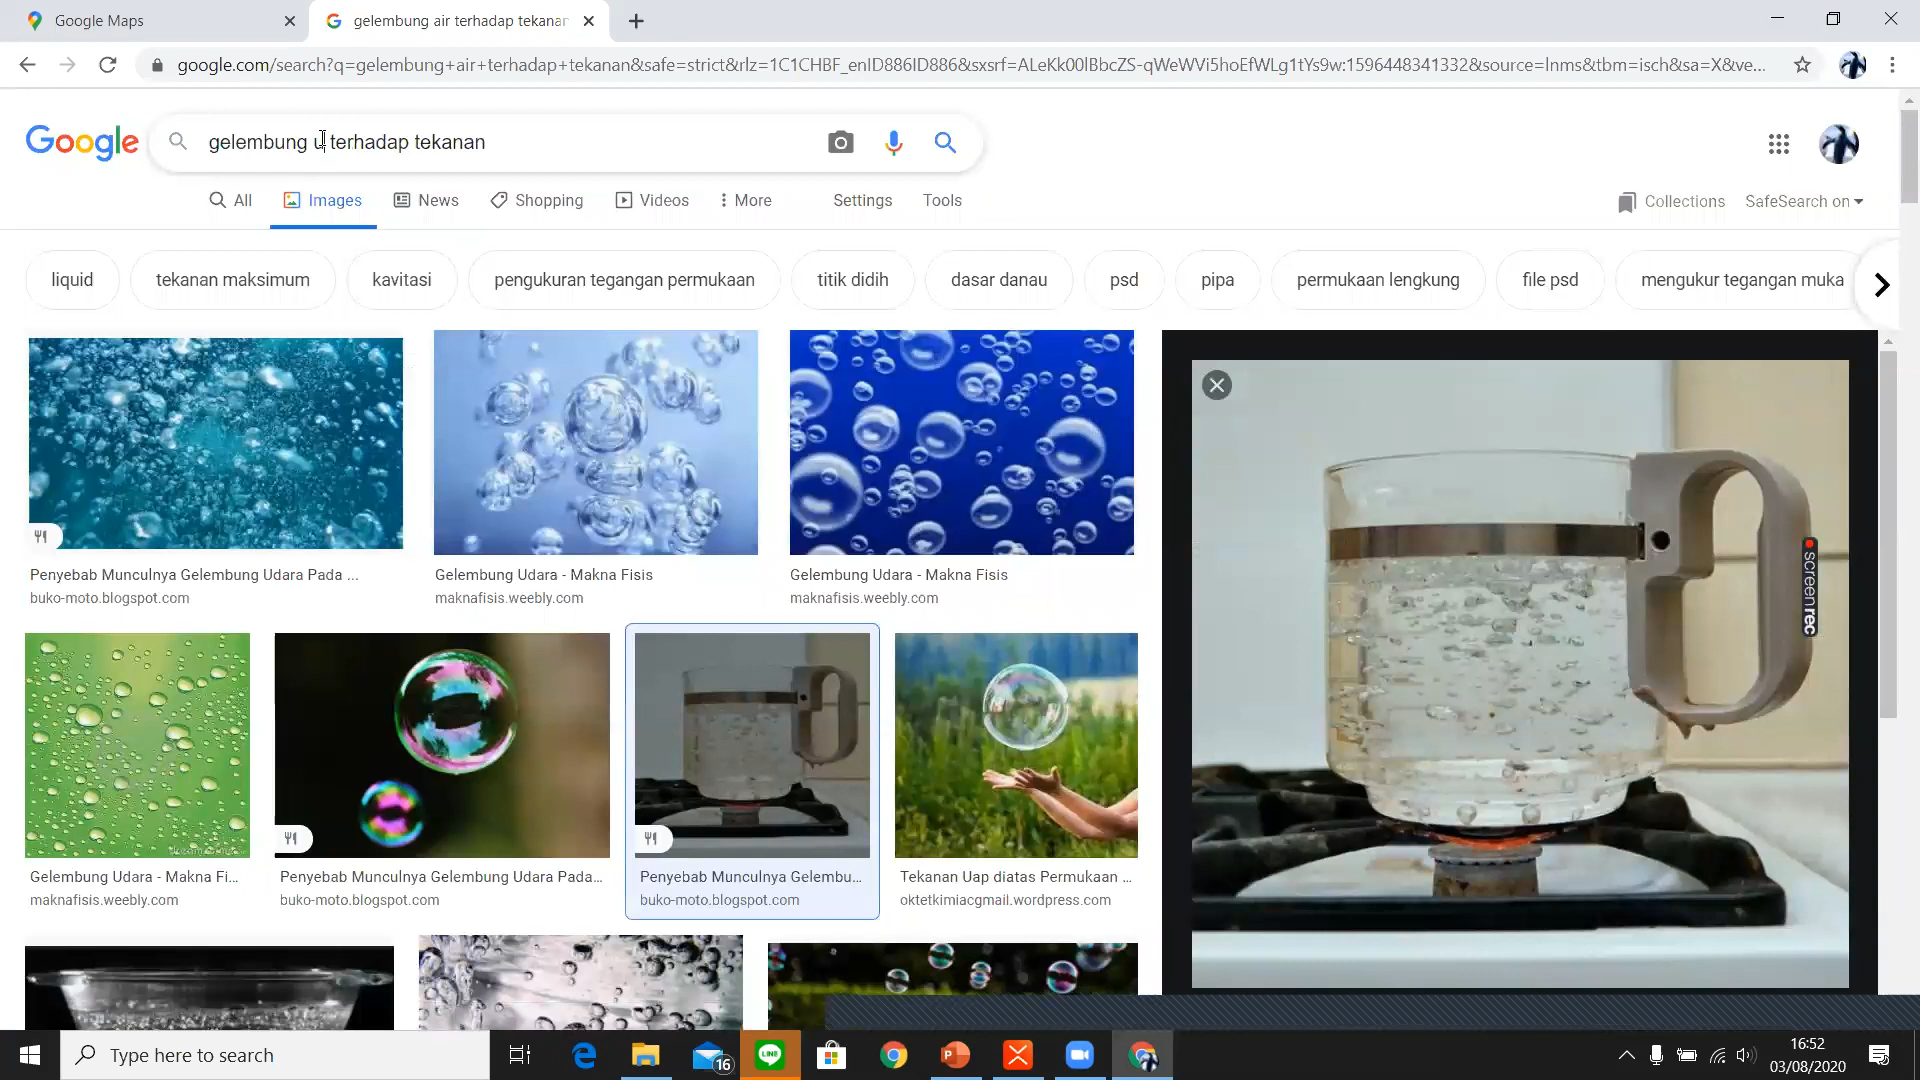 Google Maps
gelembung air terhadap tekanan
google.com/search?q=gelembung+air+terhadap+tekanan&safe=strict&rlz=1C1CHBF_enID886ID886&sxsrf=ALeKk00lBbcZS-qWeWVi5hoEfWLg1tYs9w:1596448341332&source=lnms&tbm=isch&sa=X&ve...
Google
gelembung u terhadap tekanan
All Images News Shopping Videos More Settings Tools Collections SafeSearch on
liquid tekanan maksimum kavitasi pengukuran tegangan permukaan titik didih dasar danau psd pipa permukaan lengkung file psd mengukur tegangan muka
Penyebab Munculnya Gelembung Udara Pada ...
buko-moto.blogspot.com
Gelembung Udara - Makna Fisis
maknafisis.weebly.com
Gelembung Udara - Makna Fisis
maknafisis.weebly.com
screenrec
Gelembung Udara - Makna Fi...
maknafisis.weebly.com
Penyebab Munculnya Gelembung Udara Pada...
buko-moto.blogspot.com
Penyebab Munculnya Gelembu...
buko-moto.blogspot.com
Tekanan Uap diatas Permukaan ...
oktetkimiacgmail.wordpress.com
Type here to search
16
LINE
16:52
03/08/2020